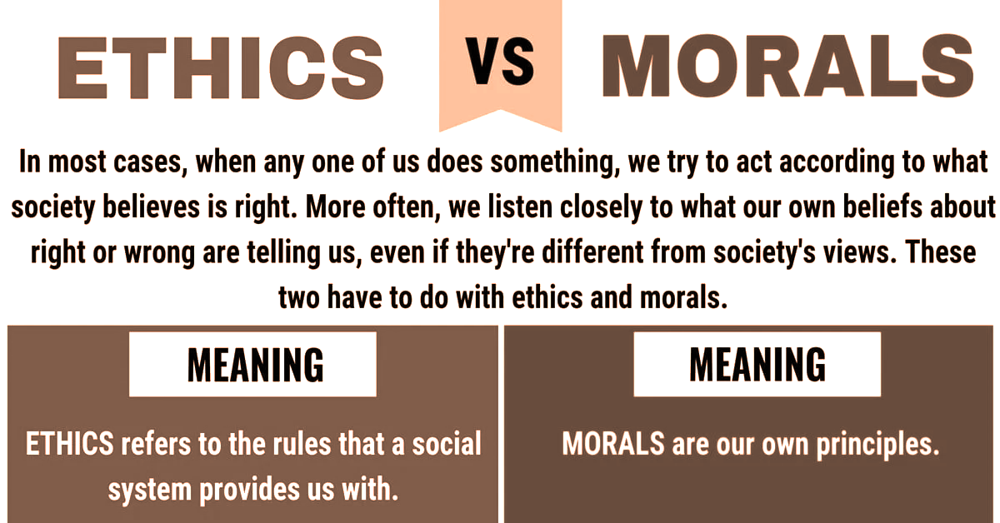 ETHICS VS MORALS
In most cases, when any one of us does something, we try to act according to what
society believes is right. More often, we listen closely to what our own beliefs about
right or wrong are telling us, even if they're different from society's views. These
two have to do with ethics and morals.
MEANING
ETHICS refers to the rules that a social
system provides us with.
MEANING
MORALS are our own principles.